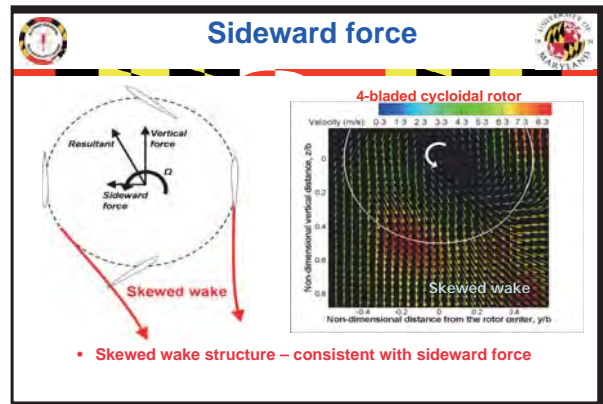 Sideward force
UNIVERSITY OF
MARYLAND
Resultant
Vertical
force
Ω
Sideward
force
Skewed wake
4-bladed cycloidal rotor
Velocity (m/s): 0.3 1.3 2.3 3.3 4.3 5.3 6.3 7.3 8.3
Non-dimensional vertical distance, z/b
0
0.2
0.4
0.6
0.8
Skewed wake
-0.4 -0.2 0 0.2 0.4
Non-dimensional distance from the rotor center, y/b
• Skewed wake structure – consistent with sideward force